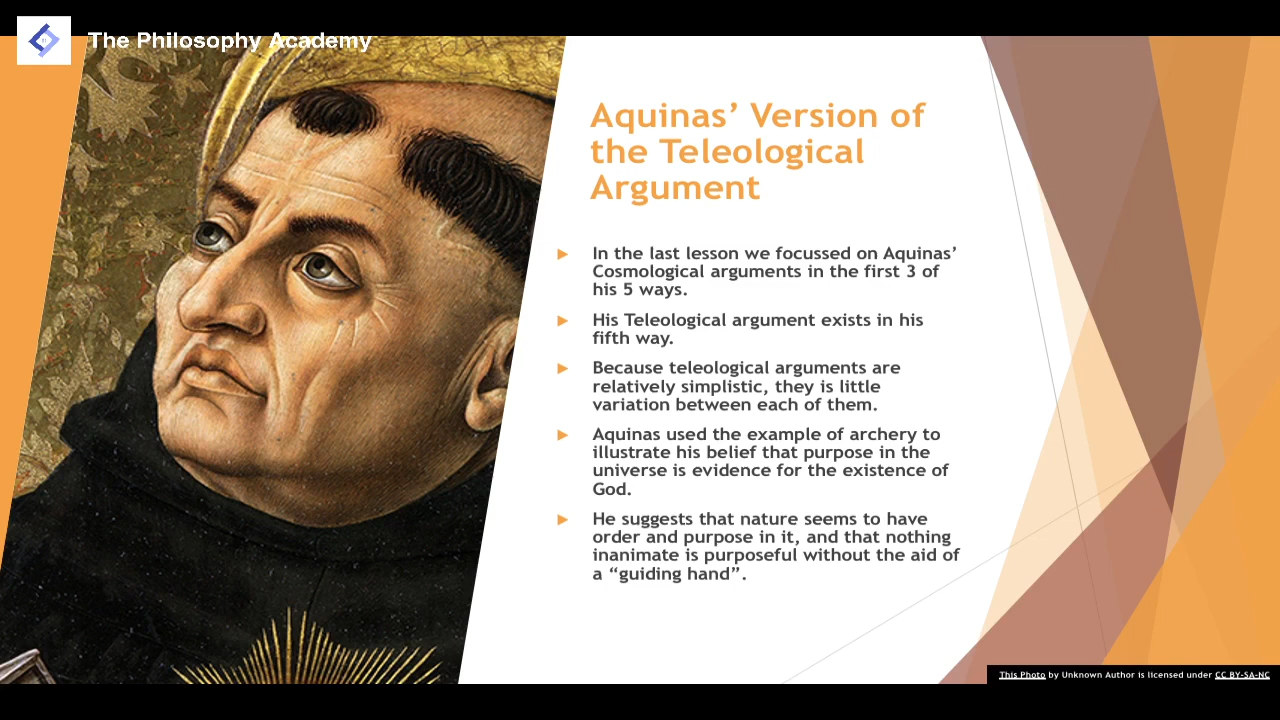 The Philosophy Academy
Aquinas’ Version of
the Teleological
Argument
► In the last lesson we focussed on Aquinas’
Cosmological arguments in the first 3 of
his 5 ways.
► His Teleological argument exists in his
fifth way.
► Because teleological arguments are
relatively simplistic, they is little
variation between each of them.
► Aquinas used the example of archery to
illustrate his belief that purpose in the
universe is evidence for the existence of
God.
► He suggests that nature seems to have
order and purpose in it, and that nothing
inanimate is purposeful without the aid of
a “guiding hand”.
This Photo by Unknown Author is licensed under CC BY-SA-NC